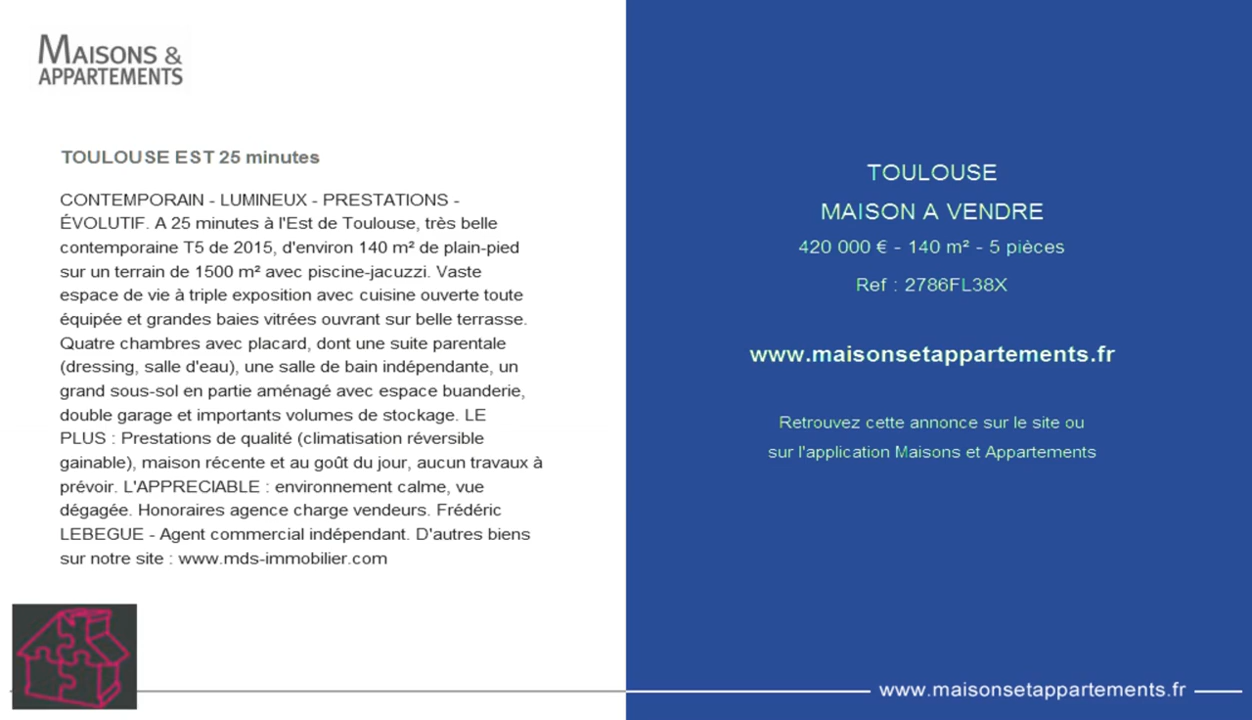 MAISONS &
APPARTEMENTS
TOULOUSE EST 25 minutes
CONTEMPORAIN - LUMINEUX - PRESTATIONS -
ÉVOLUTIF. A 25 minutes à l'Est de Toulouse, très belle
contemporaine T5 de 2015, d'environ 140 m² de plain-pied
sur un terrain de 1500 m² avec piscine-jacuzzi. Vaste
espace de vie à triple exposition avec cuisine ouverte toute
équipée et grandes baies vitrées ouvrant sur belle terrasse.
Quatre chambres avec placard, dont une suite parentale
(dressing, salle d'eau), une salle de bain indépendante, un
grand sous-sol en partie aménagé avec espace buanderie,
double garage et importants volumes de stockage. LE
PLUS : Prestations de qualité (climatisation réversible
gainable), maison récente et au goût du jour, aucun travaux à
prévoir. L'APPRECIABLE : environnement calme, vue
dégagée. Honoraires agence charge vendeurs. Frédéric
LEBEGUE - Agent commercial indépendant. D'autres biens
sur notre site : www.mds-immobilier.com
TOULOUSE
MAISON A VENDRE
420 000 € - 140 m² - 5 pièces
Ref : 2786FL38X
www.maisonsetappartements.fr
Retrouvez cette annonce sur le site ou
sur l'application Maisons et Appartements
www.maisonsetappartements.fr